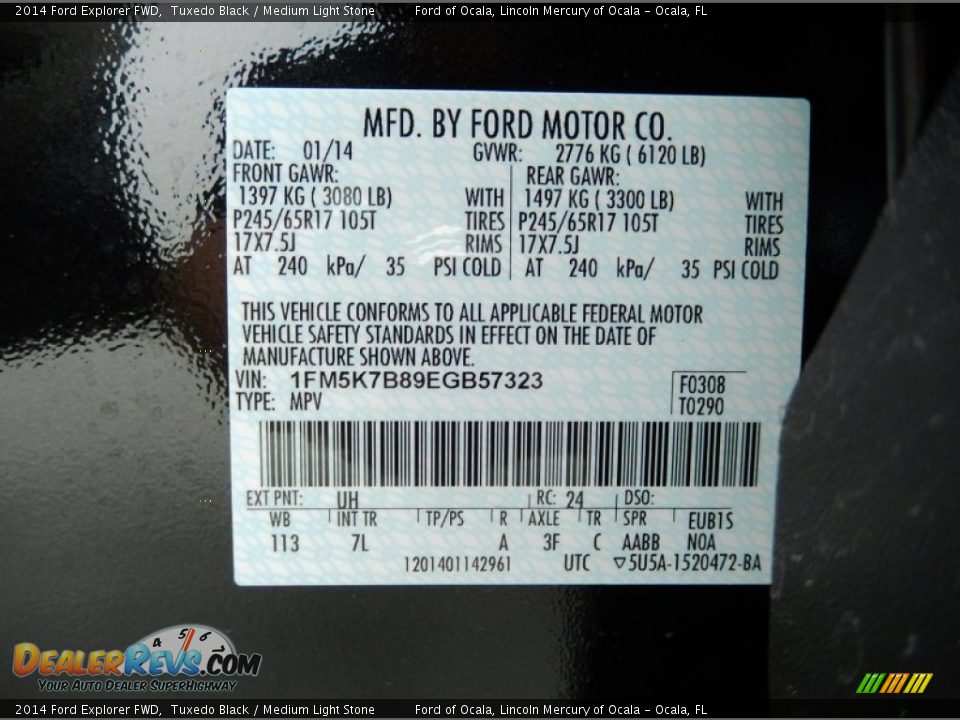 2014 Ford Explorer FWD, Tuxedo Black / Medium Light Stone Ford of Ocala, Lincoln Mercury of Ocala - Ocala, FL
MFD. BY FORD MOTOR CO.
DATE: 01/14 GVWR: 2776 KG ( 6120 LB)
FRONT GAWR: REAR GAWR:
1397 KG ( 3080 LB) WITH 1497 KG ( 3300 LB) WITH
P245/65R17 105T TIRES P245/65R17 105T TIRES
17X7.5J RIMS 17X7.5J RIMS
AT 240 kPa/ 35 PSI COLD AT 240 kPa/ 35 PSI COLD
THIS VEHICLE CONFORMS TO ALL APPLICABLE FEDERAL MOTOR
VEHICLE SAFETY STANDARDS IN EFFECT ON THE DATE OF
MANUFACTURE SHOWN ABOVE.
VIN: 1FM5K7B89EGB57323 F0308
TYPE: MPV T0290
EXT PNT: UH RC: 24 DSO:
WB INT TR TP/PS R AXLE TR SPR EUB1S
113 7L A 3F C AABB NOA
1201401142961 UTC ▽5U5A-1520472-BA
4 5 6
DEALERREVS.COM
YOUR AUTO DEALER SUPERHIGHWAY
2014 Ford Explorer FWD, Tuxedo Black / Medium Light Stone Ford of Ocala, Lincoln Mercury of Ocala - Ocala, FL